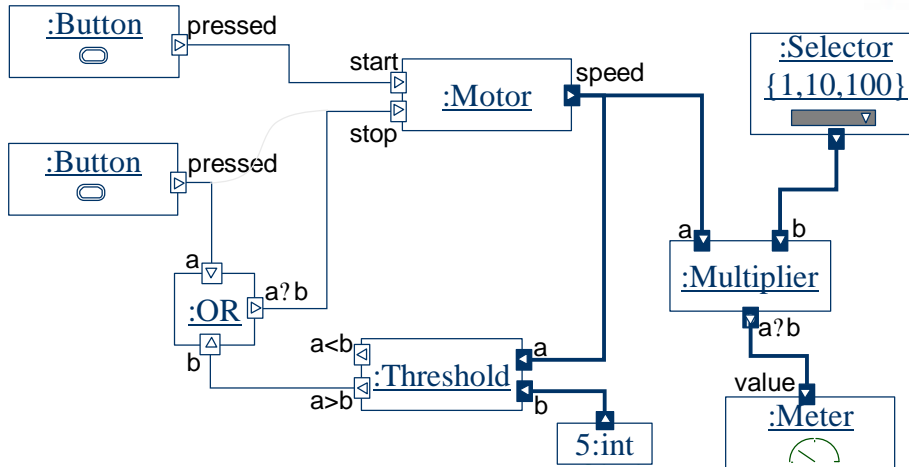 :Button
pressed
start
:Motor
speed
stop
:Selector
{1,10,100}
:Button
pressed
a
:OR
a?b
b
a<b
:Threshold
a>b
a
b
5:int
a
b
:Multiplier
a?b
value
:Meter